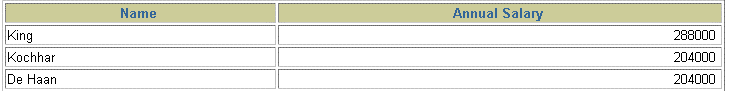 Name Annual Salary
King 288000
Kochhar 204000
De Haan 204000